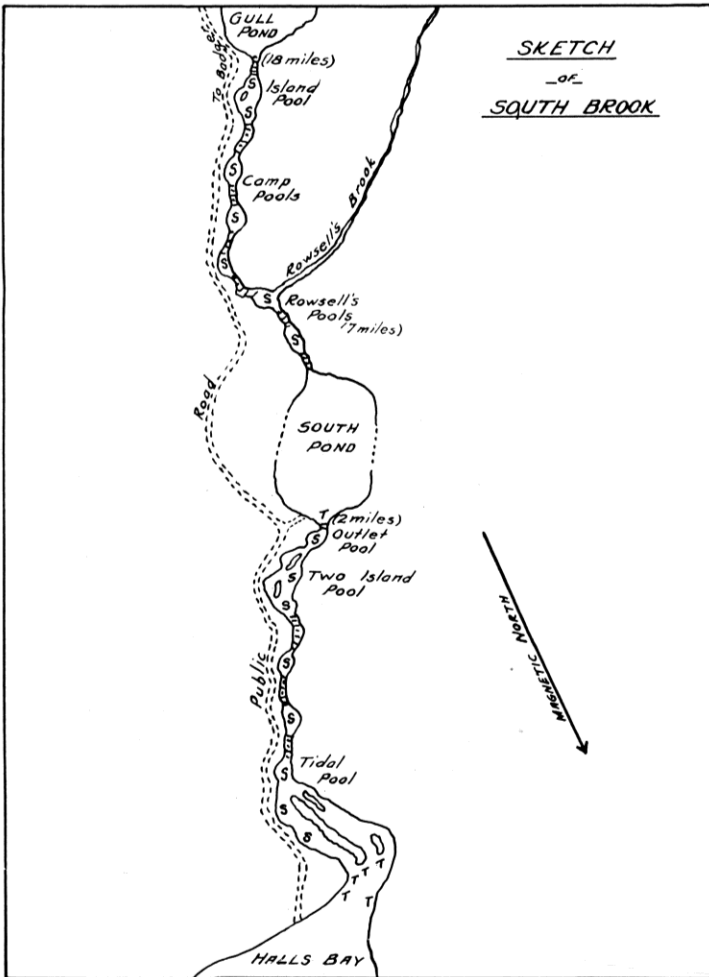 SKETCH
OF
SOUTH BROOK
GULL
POND
(18 miles)
To Badger
Island
Pool
S
S
Camp
Pools
S
S
S
Rowsell's Brook
S
Rowsell's
Pools
(7 miles)
S
Road
SOUTH
POND
T
(2 miles)
Outlet
Pool
S
Two Island
Pool
S
S
Public
S
S
Tidal
Pool
S
S
S
T
T
T
T
T
T
MAGNETIC NORTH
HALLS BAY